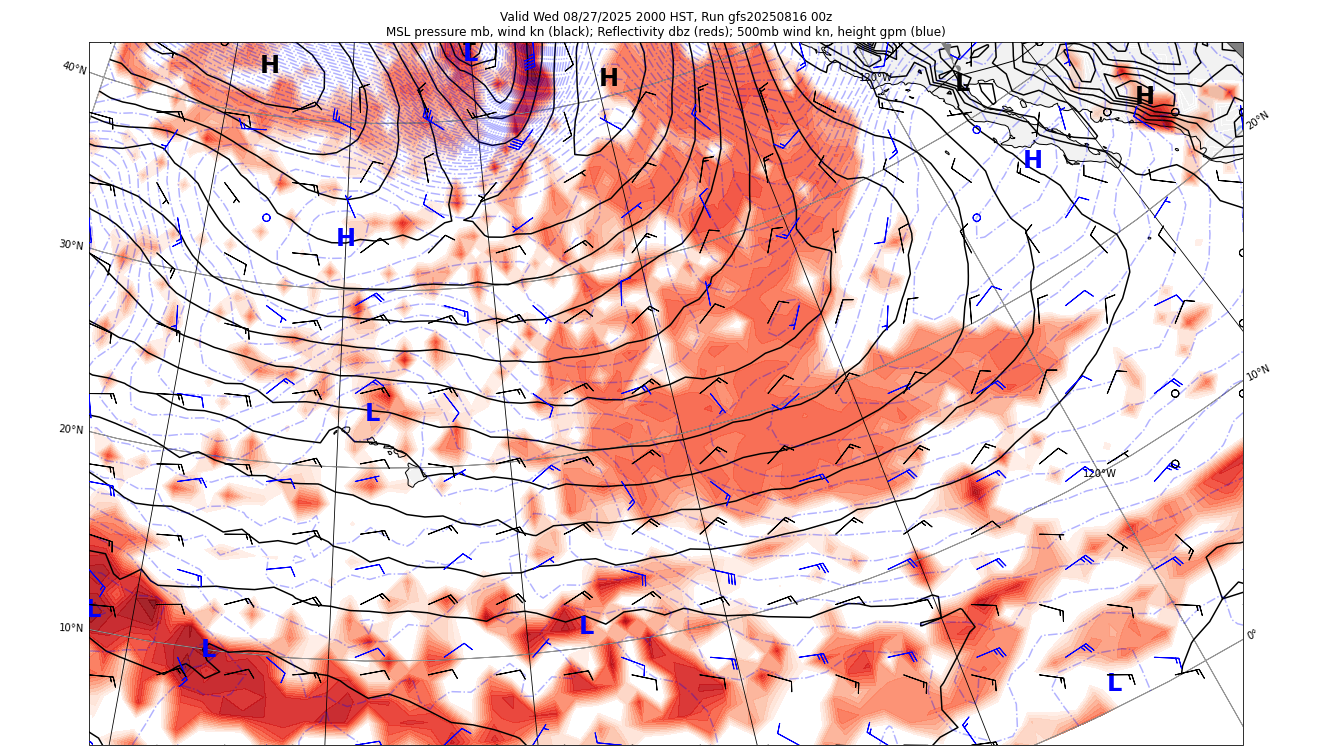 Valid Wed 08/27/2025 2000 HST, Run gfs20250816 00z
MSL pressure mb, wind kn (black); Reflectivity dbz (reds); 500mb wind kn, height gpm (blue)
L
H
40°N
H
120°W
L
H
20°N
H
H
30°N
10°N
L
20°N
120°W
L
L
10°N
0°
L
L